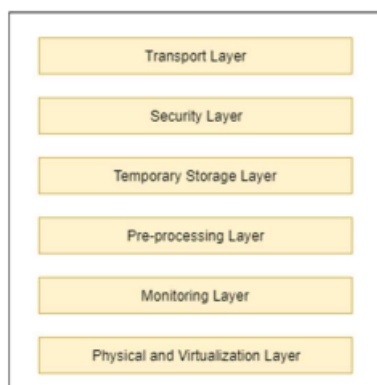 Transport Layer
Security Layer
Temporary Storage Layer
Pre-processing Layer
Monitoring Layer
Physical and Virtualization Layer